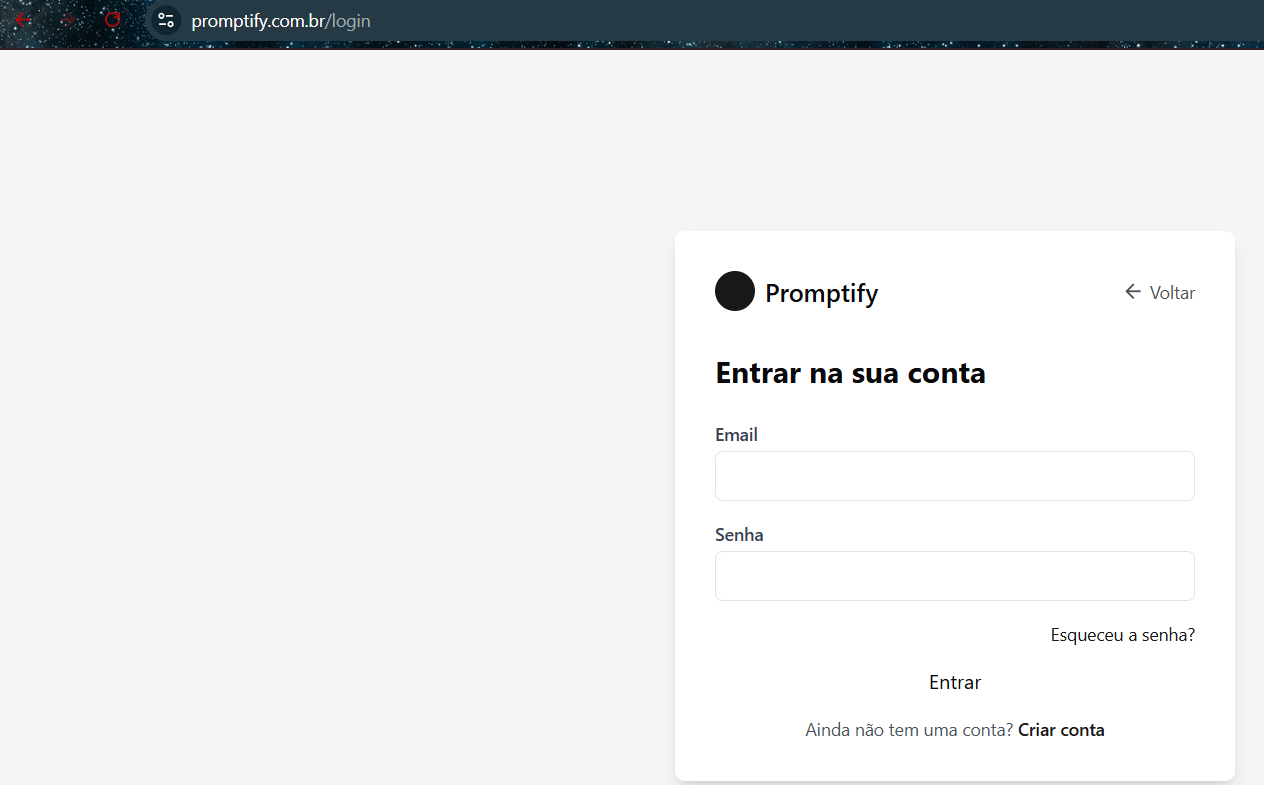 promptify.com.br/login
Promptify
Voltar
Entrar na sua conta
Email
Senha
Esqueceu a senha?
Entrar
Ainda não tem uma conta? Criar conta